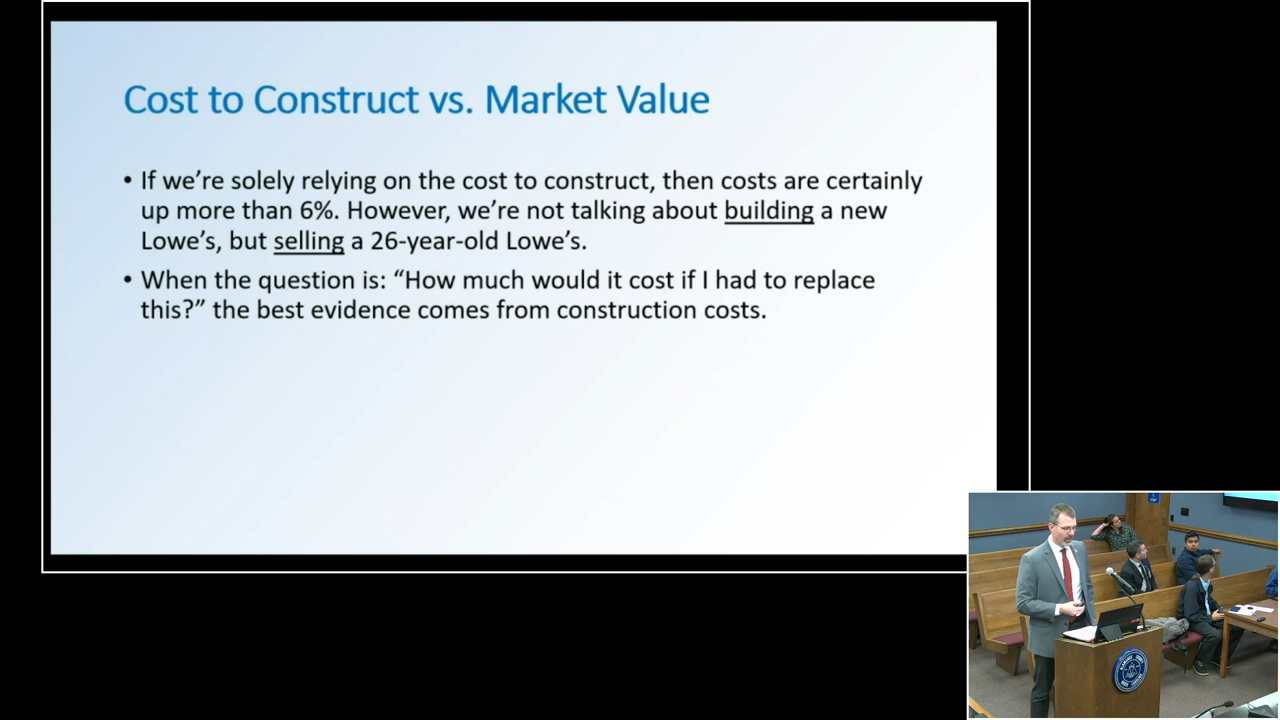 Cost to Construct vs. Market Value
• If we’re solely relying on the cost to construct, then costs are certainly
up more than 6%. However, we’re not talking about building a new
Lowe’s, but selling a 26-year-old Lowe’s.
• When the question is: “How much would it cost if I had to replace
this?” the best evidence comes from construction costs.